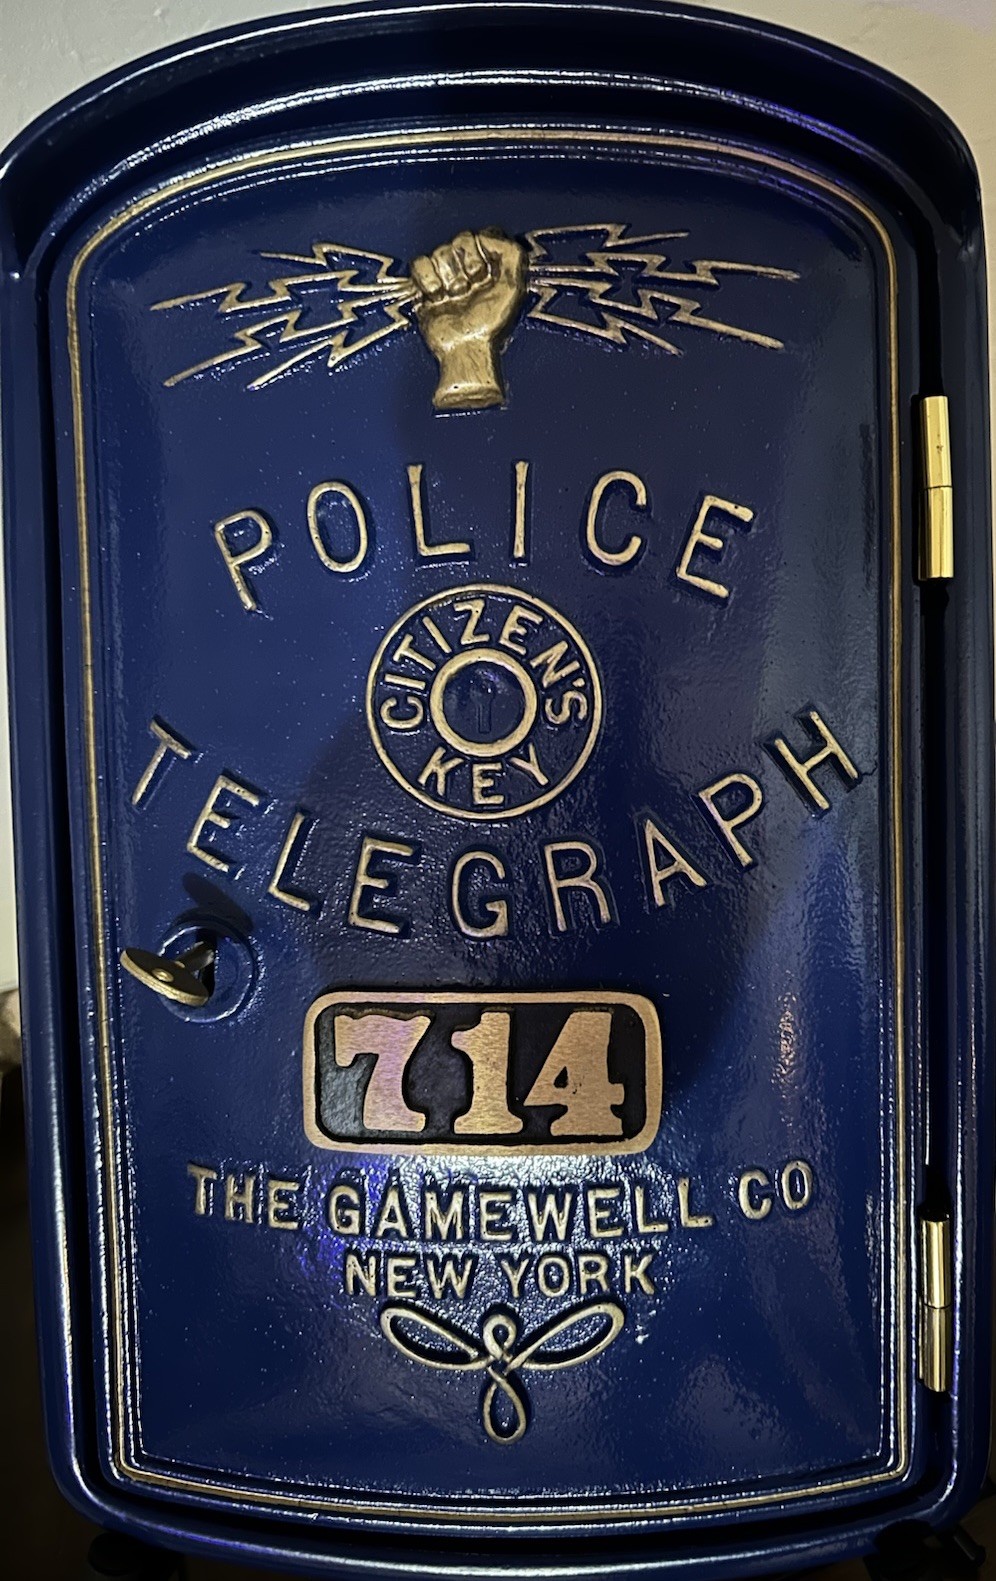 POLICE
CITIZEN'S
KEY
TELEGRAPH
714
THE GAMEWELL CO
NEW YORK